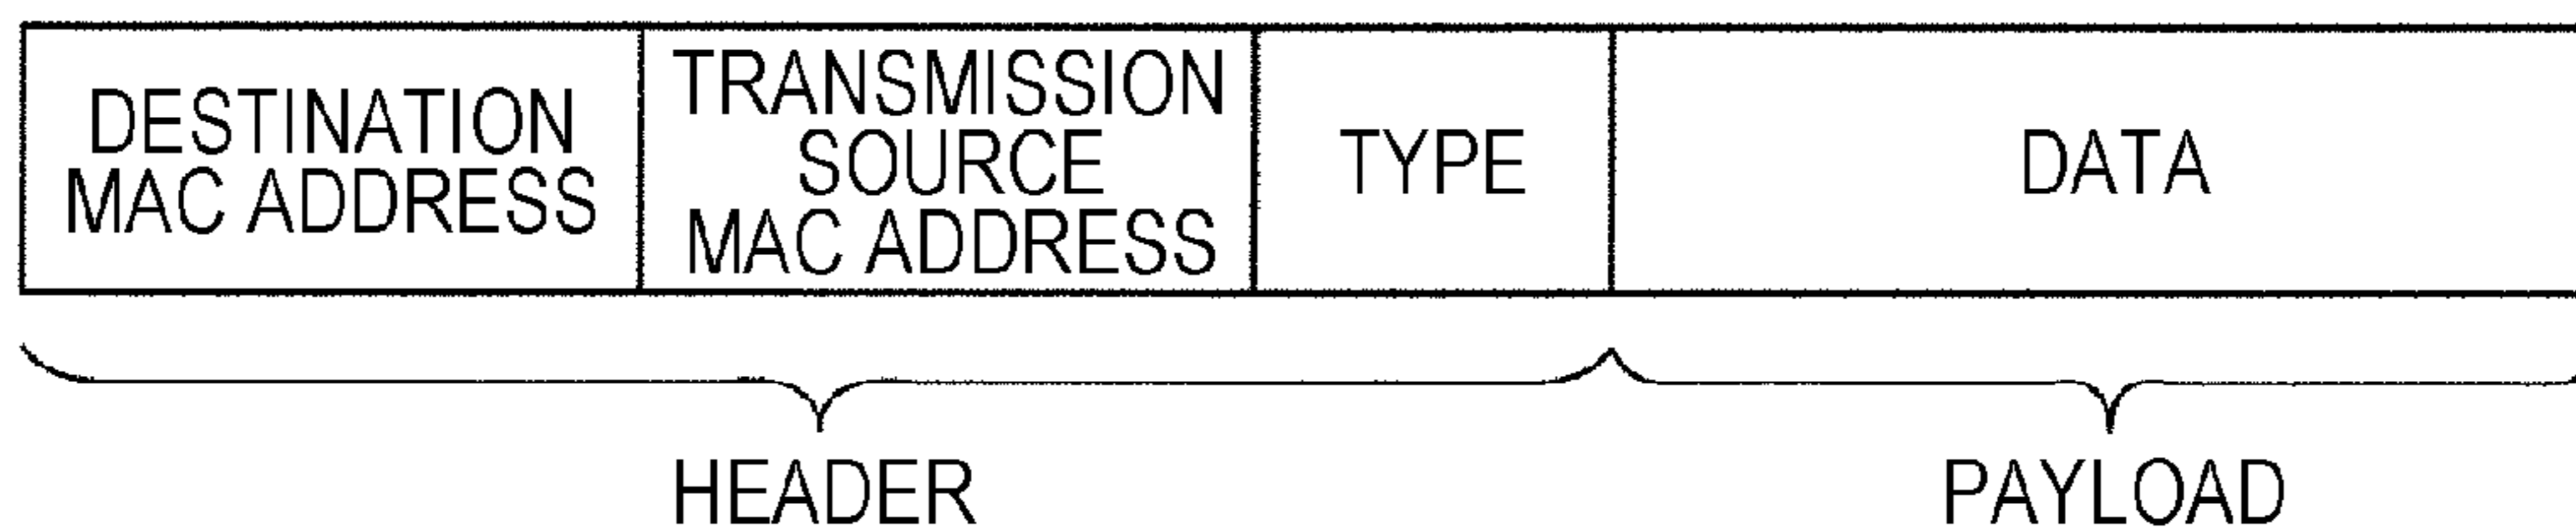 DESTINATION
MAC ADDRESS
TRANSMISSION
SOURCE
MAC ADDRESS
TYPE
DATA
HEADER
PAYLOAD